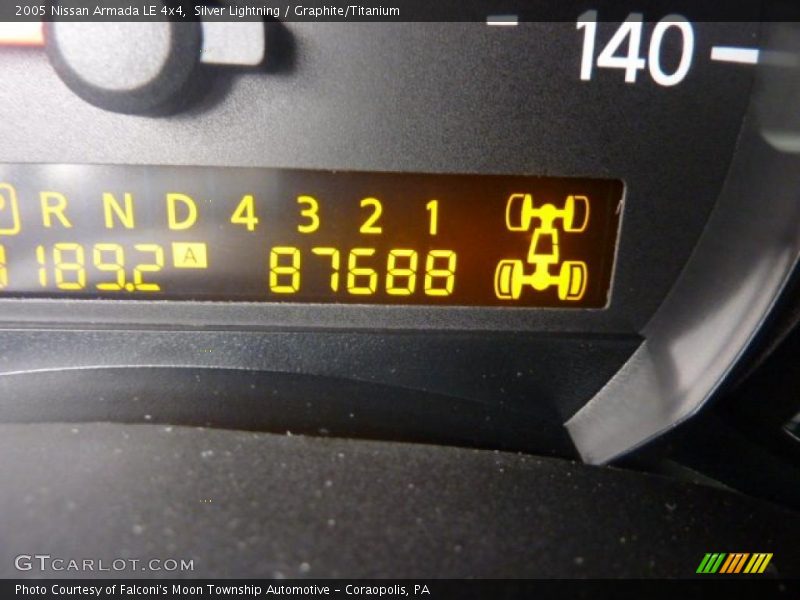 2005 Nissan Armada LE 4x4, Silver Lightning / Graphite/Titanium
140
P R N D 4 3 2 1
189.2 A 87688
GTCARLOT.COM
Photo Courtesy of Falconi's Moon Township Automotive - Coraopolis, PA